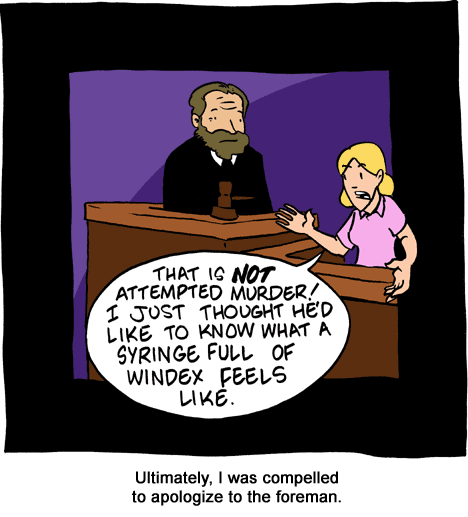 THAT IS NOT
ATTEMPTED MURDER!
I JUST THOUGHT HE'D
LIKE TO KNOW WHAT A
SYRINGE FULL OF
WINDEX FEELS
LIKE.
Ultimately, I was compelled
to apologize to the foreman.